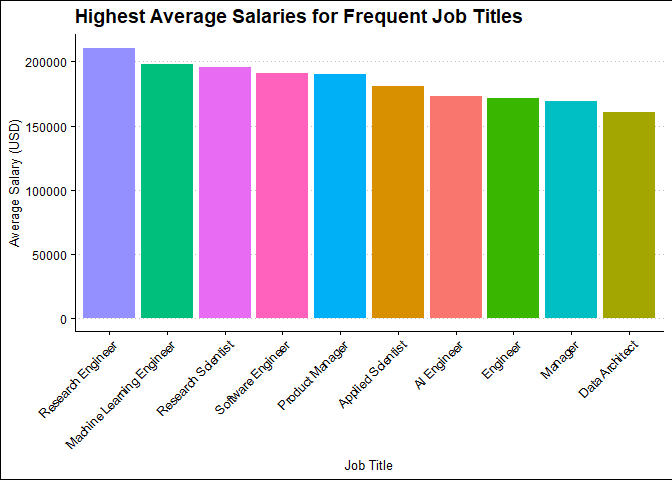 Highest Average Salaries for Frequent Job Titles
Average Salary (USD)
200000
150000
100000
50000
0
Research Engineer
Machine Learning Engineer
Research Scientist
Software Engineer
Product Manager
Applied Scientist
AI Engineer
Engineer
Manager
Data Architect
Job Title